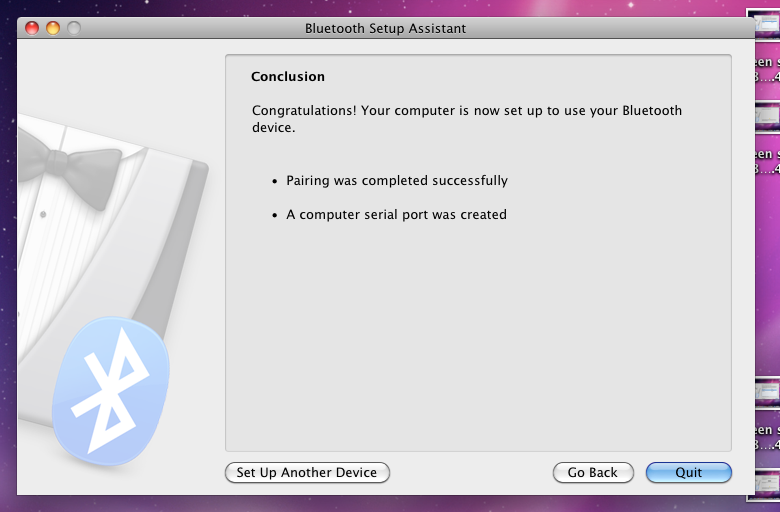 Bluetooth Setup Assistant
Conclusion
Congratulations! Your computer is now set up to use your Bluetooth
device.
• Pairing was completed successfully
• A computer serial port was created
Set Up Another Device
Go Back
Quit
een s
3....4
een s
3....4
een s
3....4